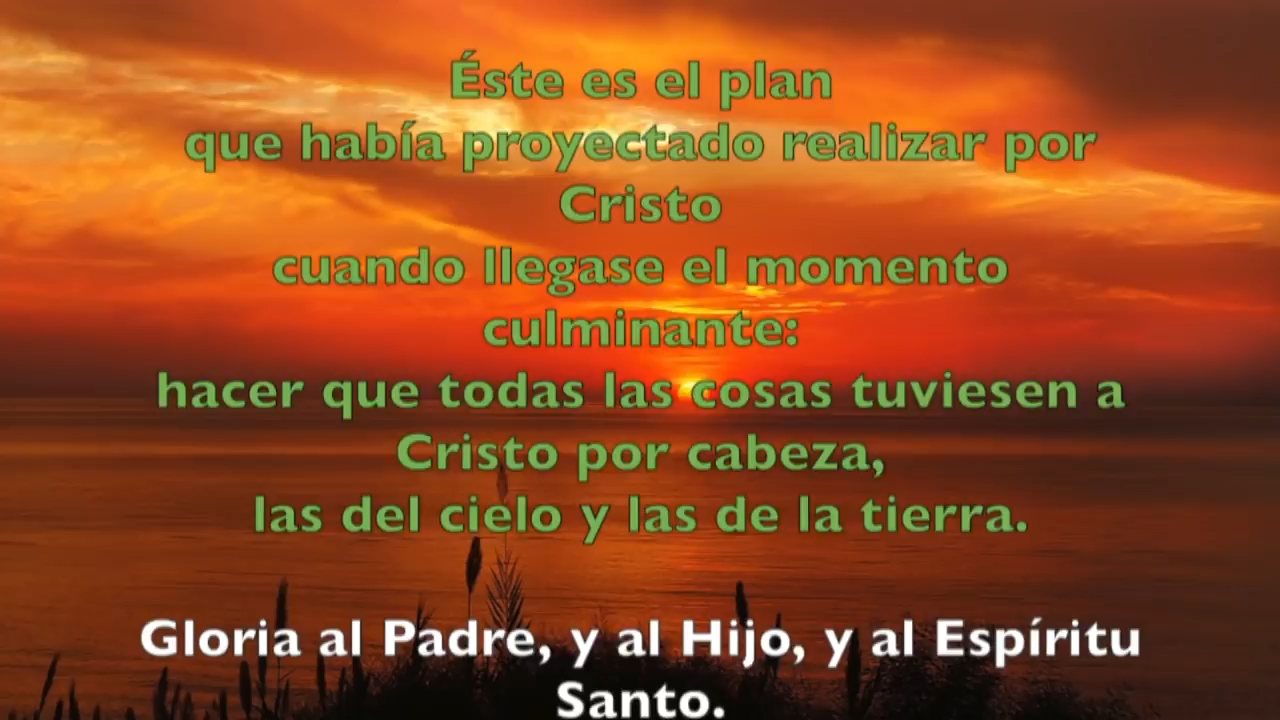 Éste es el plan
que había proyectado realizar por
Cristo
cuando llegase el momento
culminante:
hacer que todas las cosas tuviesen a
Cristo por cabeza,
las del cielo y las de la tierra.
Gloria al Padre, y al Hijo, y al Espíritu
Santo.